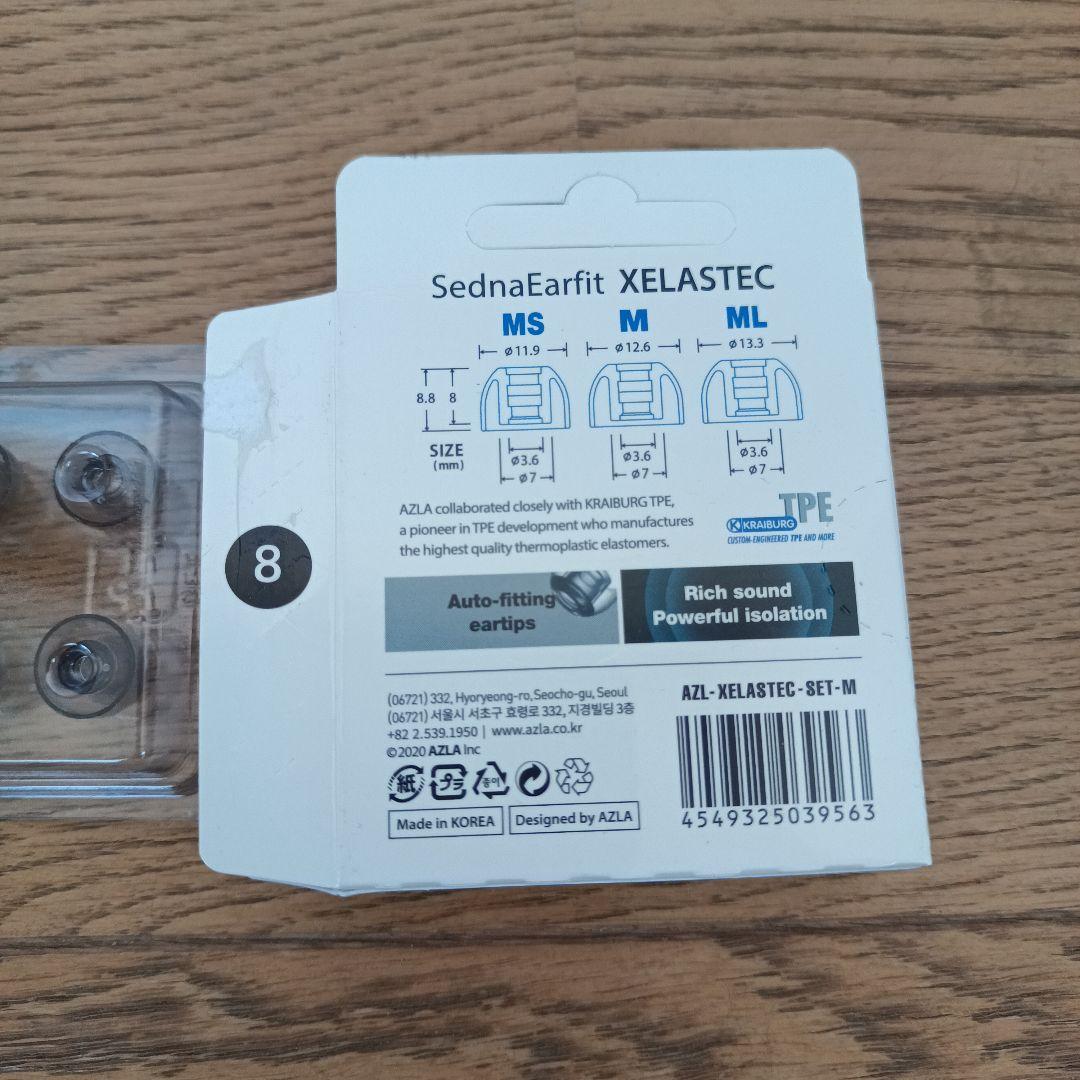 SednaEarfit XELASTEC
MS M ML
ø11.9 ø12.6 ø13.3
8.8 8
SIZE
(mm)
ø3.6 ø3.6 ø3.6
ø7 ø7 ø7
AZLA collaborated closely with KRAIBURG TPE,
a pioneer in TPE development who manufactures
the highest quality thermoplastic elastomers.
TPE
K KRAIBURG
CUSTOM-ENGINEERED TPE AND MORE
8
Auto-fitting
eartips
Rich sound
Powerful isolation
(06721) 332, Hyoryeong-ro, Seocho-gu, Seoul
(06721) 서울시 서초구 효령로 332, 지경빌딩 3층
+82 2.539.1950 | www.azla.co.kr
©2020 AZLA Inc
紙 プラ 종이
Made in KOREA Designed by AZLA
AZL-XELASTEC-SET-M
4549325039563